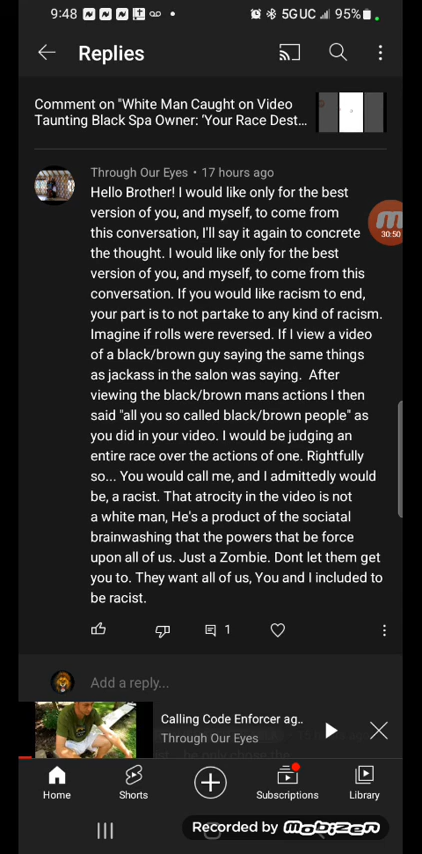 9:48
5GUC
95%
Replies
Comment on "White Man Caught on Video
Taunting Black Spa Owner: 'Your Race Dest...
Through Our Eyes • 17 hours ago
Hello Brother! I would like only for the best
version of you, and myself, to come from
this conversation, I'll say it again to concrete
the thought. I would like only for the best
version of you, and myself, to come from this
conversation. If you would like racism to end,
your part is to not partake to any kind of racism.
Imagine if rolls were reversed. If I view a video
of a black/brown guy saying the same things
as jackass in the salon was saying.  After
viewing the black/brown mans actions I then
said "all you so called black/brown people" as
you did in your video. I would be judging an
entire race over the actions of one. Rightfully
so... You would call me, and I admittedly would
be, a racist. That atrocity in the video is not
a white man, He's a product of the sociatal
brainwashing that the powers that be force
upon all of us. Just a Zombie. Dont let them get
you to. They want all of us, You and I included to
be racist.
m
30:50
1
Add a reply...
Calling Code Enforcer ag..
Through Our Eyes
Home
Shorts
Subscriptions
Library
Recorded by mobizen